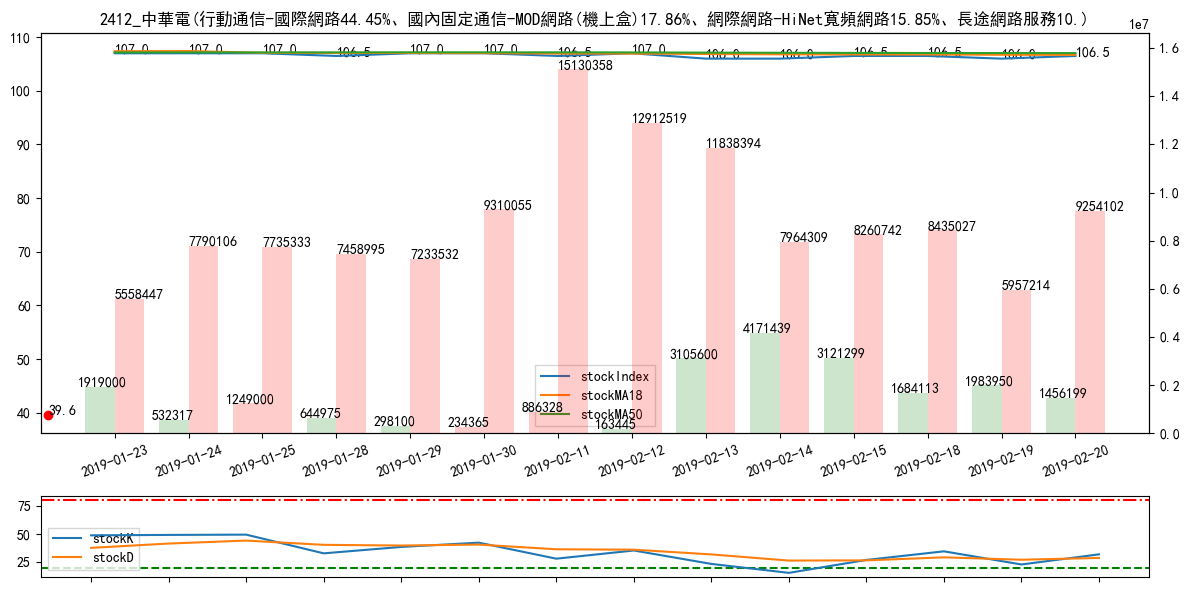 2412_中華電(行動通信-國際網路44.45%、國內固定通信-MOD網路(機上盒)17.86%、網際網路-HiNet寬頻網路15.85%、長途網路服務10.)
1e7
110
100
90
80
70
60
50
40
1.6
1.4
1.2
1.0
0.8
0.6
0.4
0.2
0.0
107.0 107.0 107.0 106.5 107.0 107.0 106.5 107.0 106.0 106.0 106.5 106.5 106.0 106.5
5558447 7790106 7735333 7458995 7233532 9310055 15130358 12912519 11838394 7964309 8260742 8435027 5957214 9254102
1919000 532317 1249000 644975 298100 234365 886328 163445 3105600 4171439 3121299 1684113 1983950 1456199
39.6
stockIndex
stockMA18
stockMA50
2019-01-23 2019-01-24 2019-01-25 2019-01-28 2019-01-29 2019-01-30 2019-02-11 2019-02-12 2019-02-13 2019-02-14 2019-02-15 2019-02-18 2019-02-19 2019-02-20
75
50
25
stockK
stockD